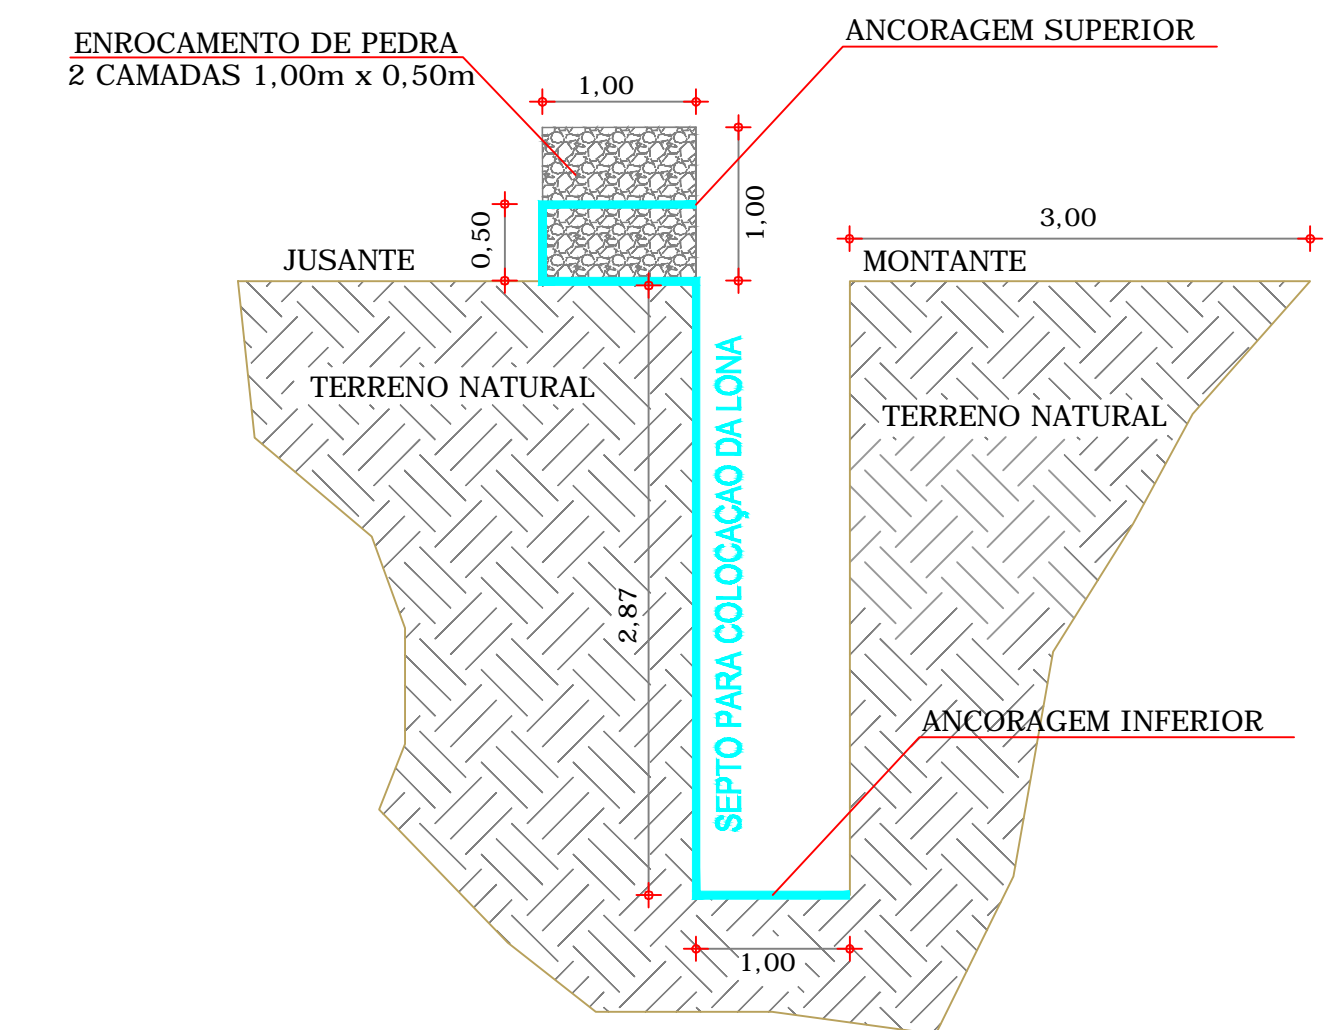 ENROCAMENTO DE PEDRA
2 CAMADAS 1,00m x 0,50m
ANCORAGEM SUPERIOR
1,00
1,00
0,50
3,00
JUSANTE
MONTANTE
TERRENO NATURAL
TERRENO NATURAL
SEPTO PARA COLOCAÇAO DA LONA
2,87
ANCORAGEM INFERIOR
1,00